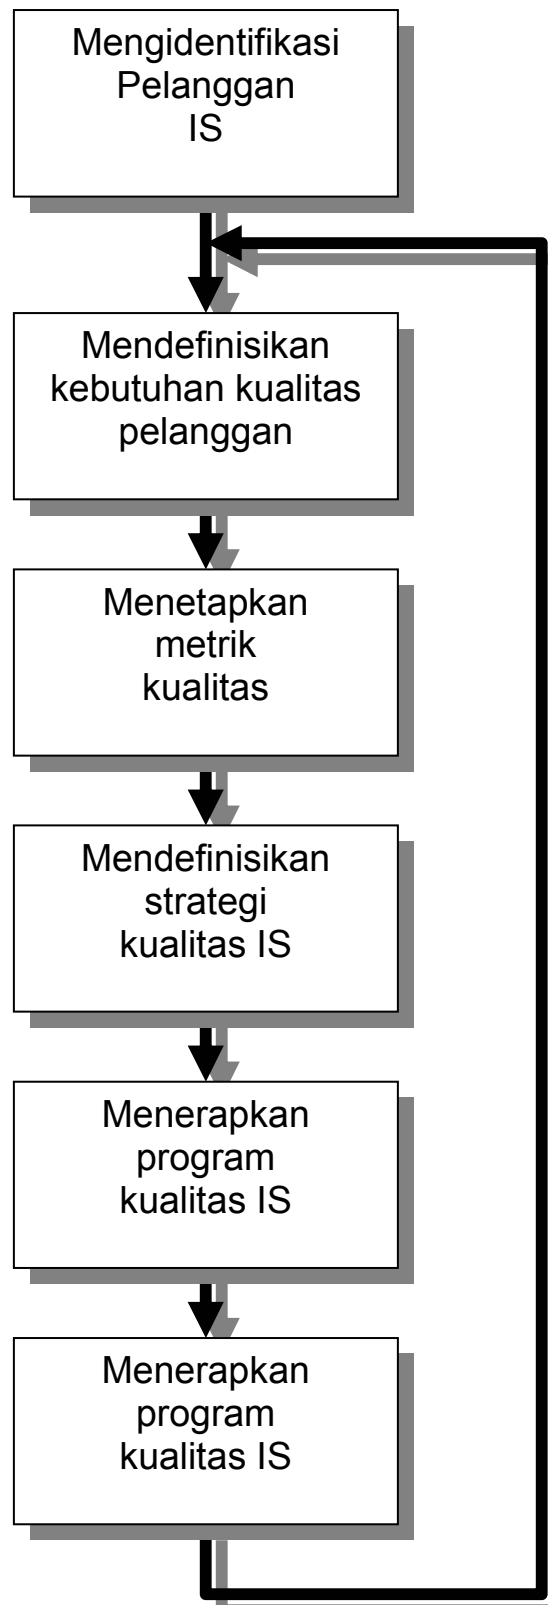 Mengidentifikasi
Pelanggan
IS
Mendefinisikan
kebutuhan kualitas
pelanggan
Menetapkan
metrik
kualitas
Mendefinisikan
strategi
kualitas IS
Menerapkan
program
kualitas IS
Menerapkan
program
kualitas IS